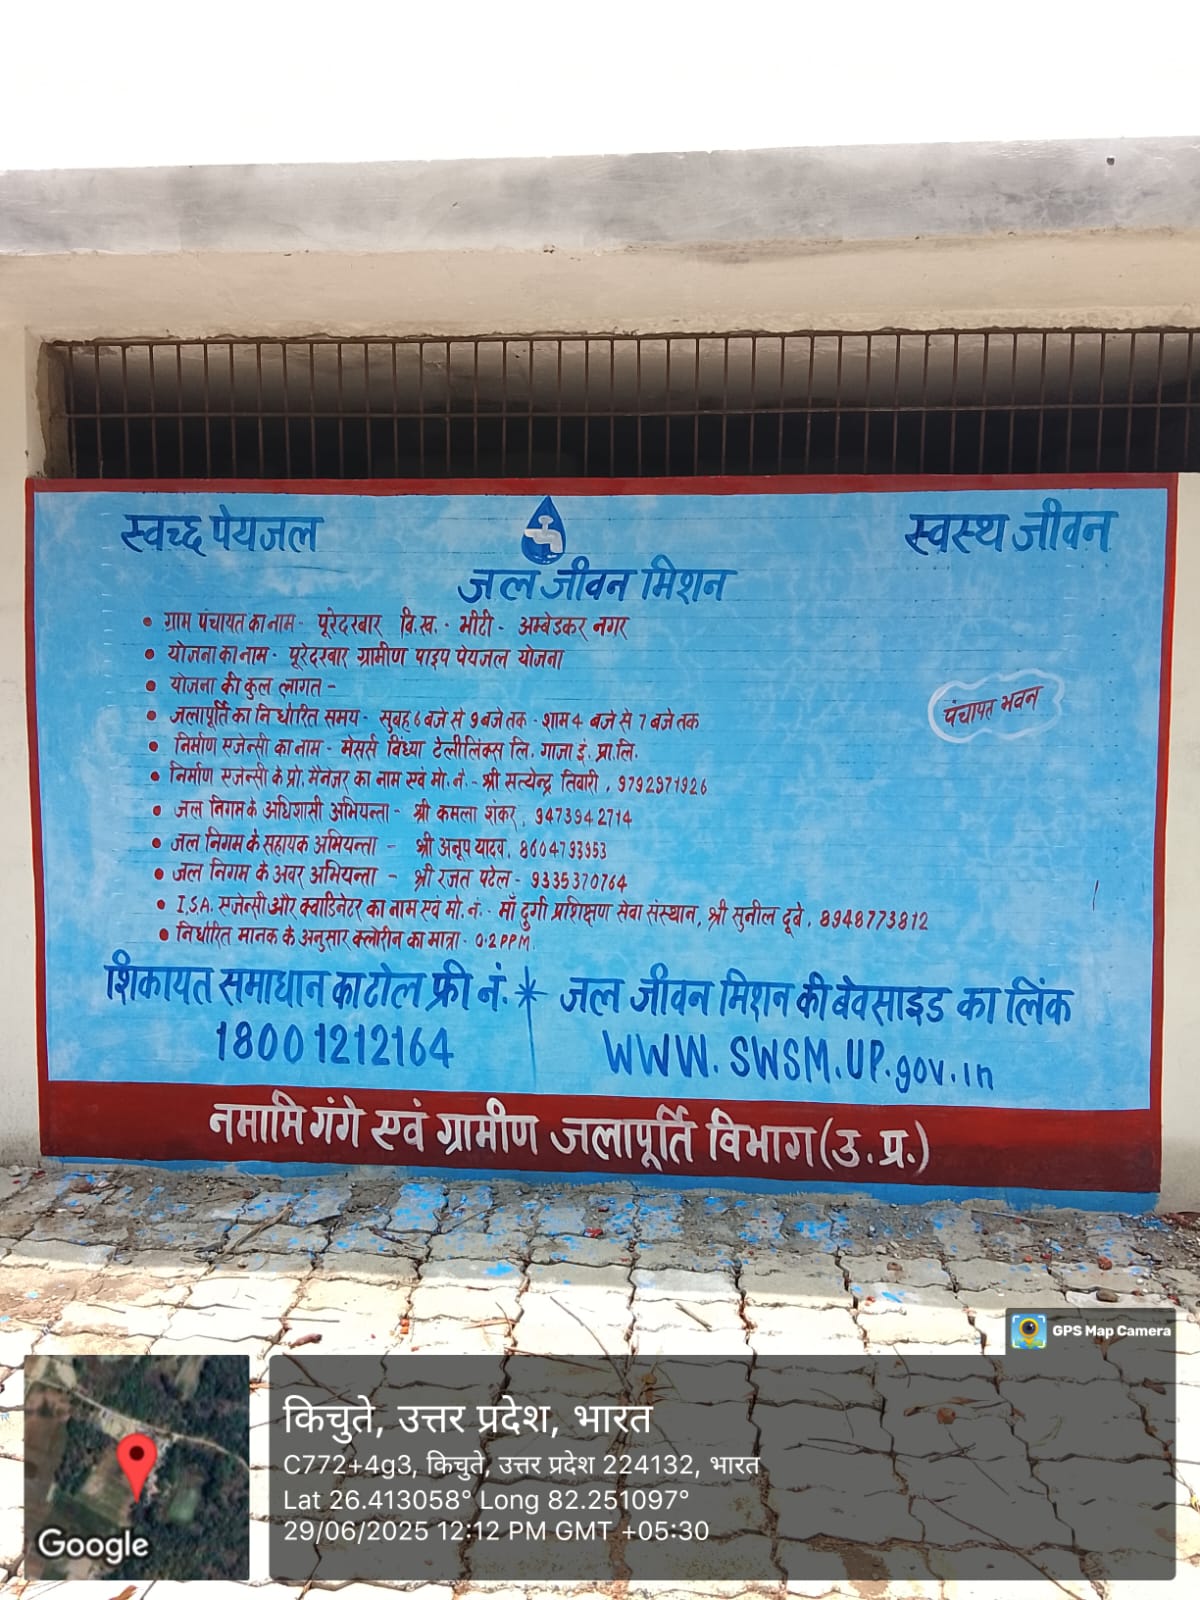 स्वच्छ पेयजल
स्वस्थ जीवन
जल जीवन मिशन
• ग्राम पंचायत का नाम - पूरेदरबार वि.ख. - भीटी - अम्बेडकर नगर
• योजना का नाम - पूरेदरबार ग्रामीण पाइप पेयजल योजना
• योजना की कुल लागत -
• जलापूर्ति का निर्धारित समय - सुबह 6 बजे से 9 बजे तक - शाम 4 बजे से 7 बजे तक
• निर्माण एजेन्सी का नाम - मेसर्स विंध्या टेलीलिंक्स लि. गाजा इं. प्रा. लि.
• निर्माण एजेन्सी के प्रो. मैनेजर का नाम एवं मो. नं. - श्री सत्येन्द्र तिवारी, 9792971926
• जल निगम के अधिशासी अभियन्ता - श्री कमला शंकर, 9473942714
• जल निगम के सहायक अभियन्ता - श्री अनूप यादव, 8604793953
• जल निगम के अवर अभियन्ता - श्री रजत पटेल - 9335370764
• I.S.A. एजेन्सी और क्वाडिनेटर का नाम एवं मो. नं. - माँ दुर्गा प्रशिक्षण सेवा संस्थान, श्री सुनील दूबे, 8948773812
• निर्धारित मानक के अनुसार क्लोरीन का मात्रा - 0.2 PPM.
पंचायत भवन
शिकायत समाधान का टोल फ्री नं. * जल जीवन मिशन की वेवसाइड का लिंक
18001212164 WWW.SWSM.UP.gov.in
नमामि गंगे एवं ग्रामीण जलापूर्ति विभाग (उ.प्र.)
GPS Map Camera
किचुते, उत्तर प्रदेश, भारत
C772+4g3, किचुते, उत्तर प्रदेश 224132, भारत
Lat 26.413058° Long 82.251097°
29/06/2025 12:12 PM GMT +05:30
Google